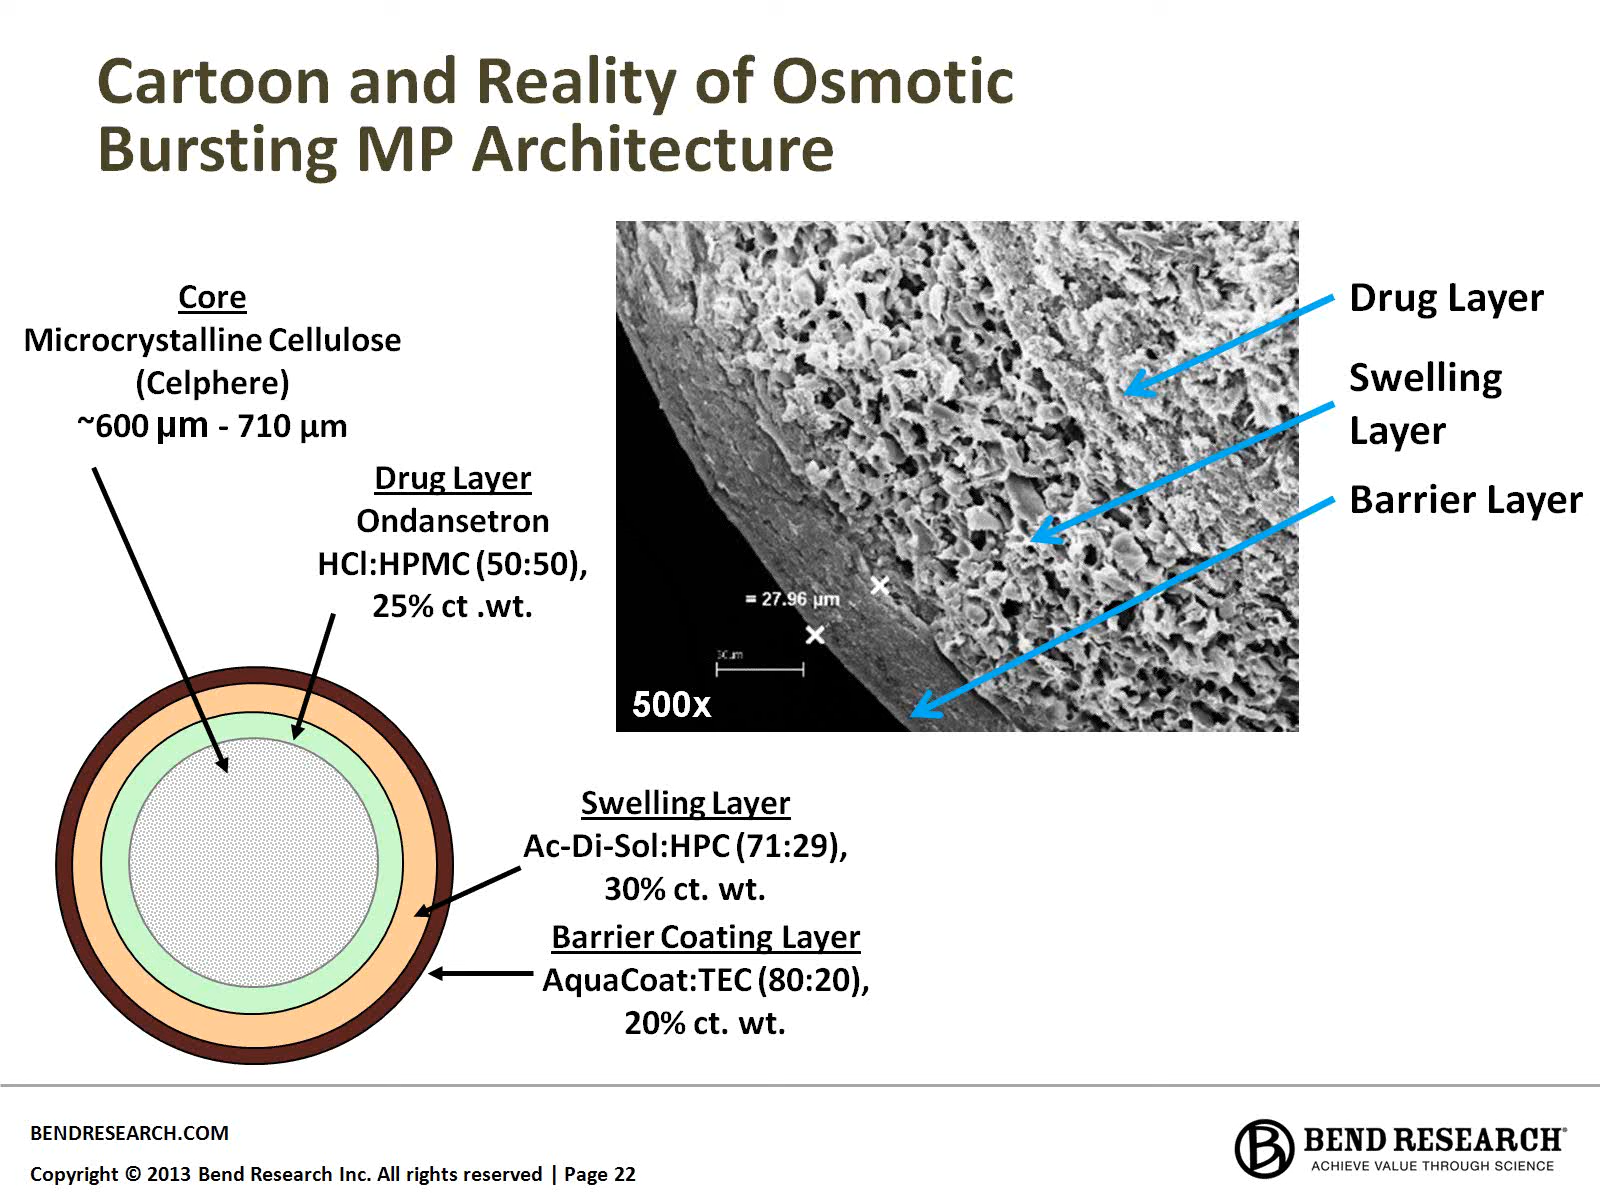 Cartoon and Reality of Osmotic
Bursting MP Architecture
Core
Microcrystalline Cellulose
(Celphere)
~600 µm - 710 µm
Drug Layer
Ondansetron
HCl:HPMC (50:50),
25% ct .wt.
Swelling Layer
Ac-Di-Sol:HPC (71:29),
30% ct. wt.
Barrier Coating Layer
AquaCoat:TEC (80:20),
20% ct. wt.
= 27.96 µm
30µm
500x
Drug Layer
Swelling
Layer
Barrier Layer
BENDRESEARCH.COM
Copyright © 2013 Bend Research Inc. All rights reserved | Page 22
B
BEND RESEARCH®
ACHIEVE VALUE THROUGH SCIENCE